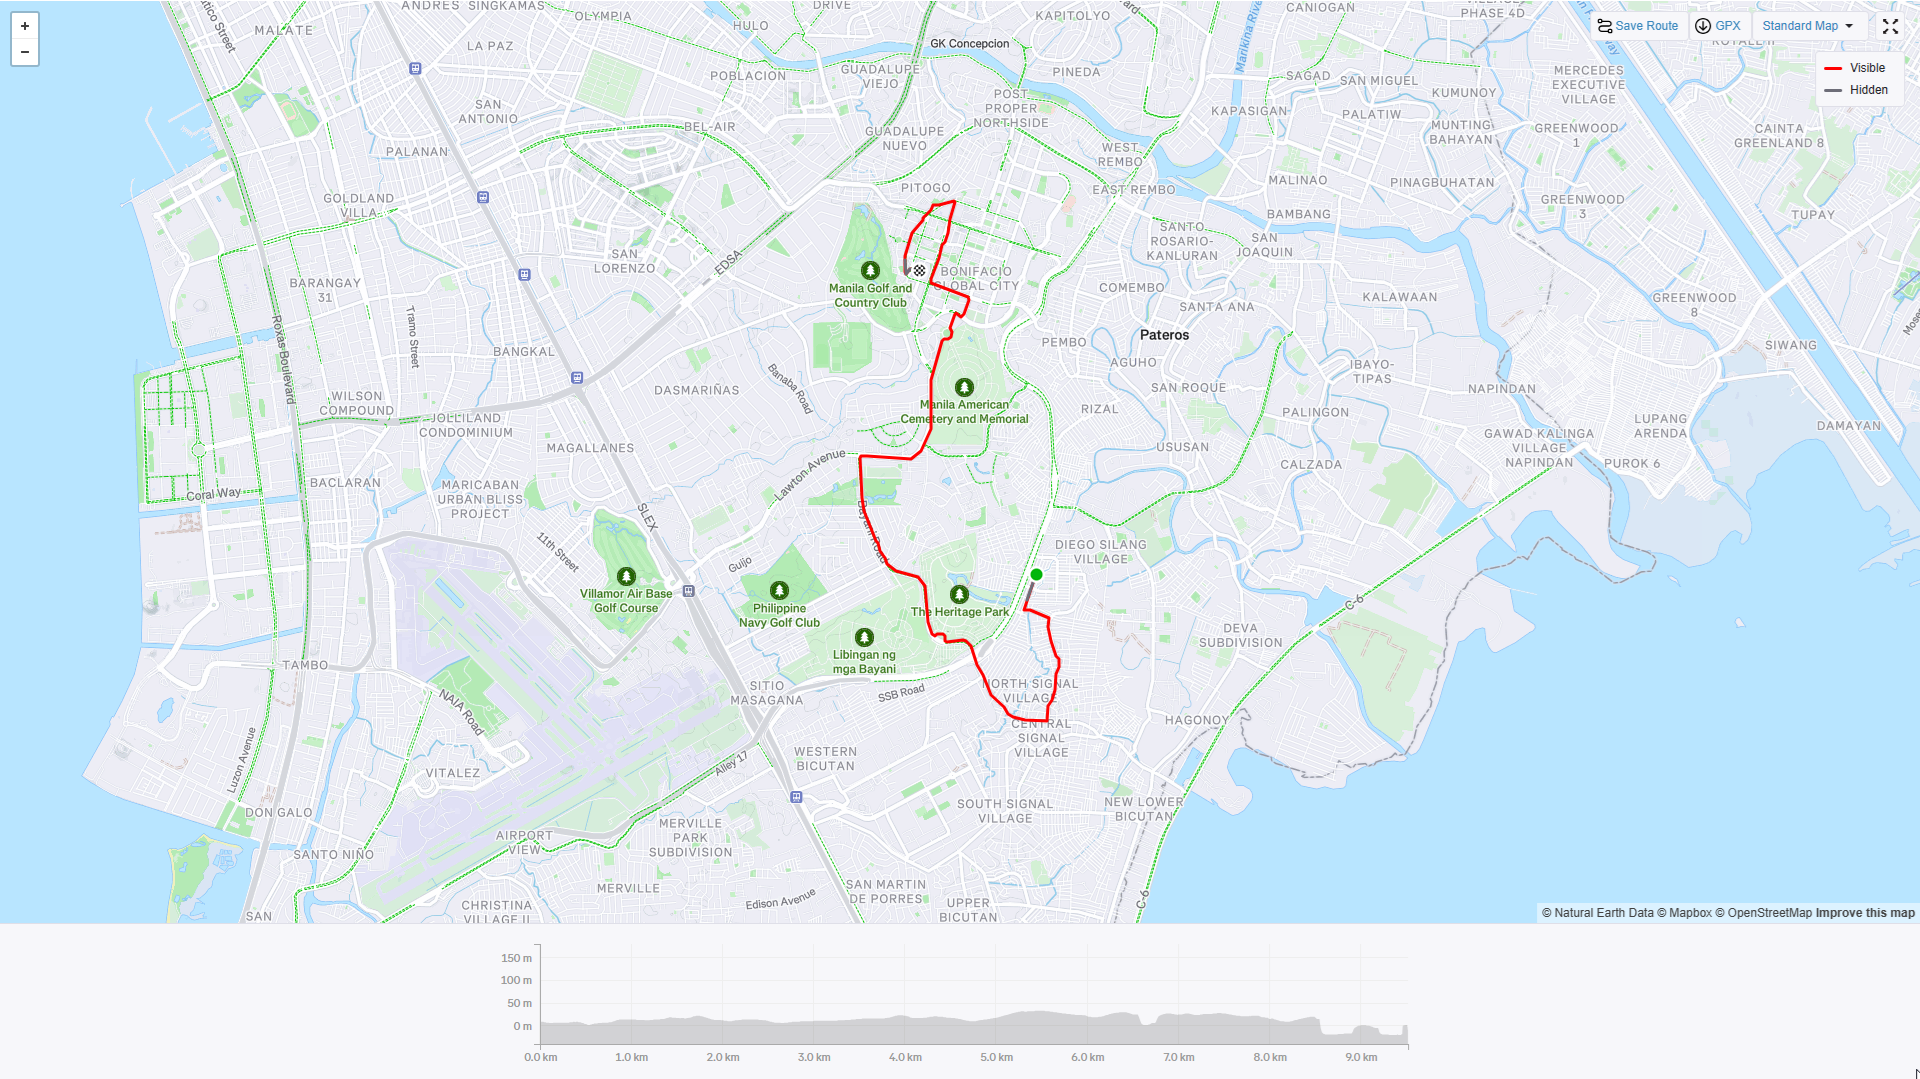 +
−
Save Route
GPX
Standard Map
Visible
Hidden
ANDRES
SINGKAMAS
MALATE
OLYMPIA
HULO
DRIVE
KAPITOLYO
CANIOGAN
PHASE 4D
LA PAZ
POBLACION
GUADALUPE
VIEJO
GK Concepcion
PINEDA
Marikina River
SAGAD
SAN MIGUEL
KUMUNOY
MERCEDES
EXECUTIVE
VILLAGE
SAN
ANTONIO
BEL-AIR
POST
PROPER
NORTHSIDE
KAPASIGAN
PALATIW
MUNTING
BAHAYAN
GREENWOOD
1
CAINTA
GREENLAND 8
PALANAN
GUADALUPE
NUEVO
WEST
REMBO
EAST REMBO
MALINAO
PINAGBUHATAN
GREENWOOD
3
GOLDLAND
VILLA
PITOGO
BAMBANG
TUPAY
SAN
LORENZO
EDSA
SANTO
ROSARIO-
KANLURAN
SAN
JOAQUIN
BARANGAY
31
Manila Golf and
Country Club
BONIFACIO
GLOBAL CITY
COMEMBO
SANTA ANA
KALAWAAN
GREENWOOD
8
Roxas Boulevard
Tramo Street
BANGKAL
PEMBO
Pateros
AGUHO
SIWANG
DASMARIÑAS
Banaba Road
SAN ROQUE
IBAYO-
TIPAS
NAPINDAN
WILSON
COMPOUND
JOLLILAND
CONDOMINIUM
Manila American
Cemetery and Memorial
RIZAL
PALINGON
LUPANG
ARENDA
DAMAYAN
MAGALLANES
USUSAN
GAWAD KALINGA
VILLAGE
NAPINDAN
PUROK 6
CALZADA
Lawton Avenue
BACLARAN
MARICABAN
URBAN BLISS
PROJECT
Coral Way
SLEX
Bayani Road
11th Street
Guijo
DIEGO SILANG
VILLAGE
Villamor Air Base
Golf Course
Philippine
Navy Golf Club
The Heritage Park
C-6
DEVA
SUBDIVISION
Libingan ng
mga Bayani
TAMBO
SITIO
MASAGANA
SSB Road
NORTH SIGNAL
VILLAGE
NAIA Road
CENTRAL
SIGNAL
VILLAGE
HAGONOY
WESTERN
BICUTAN
Alley 17
Luzon Avenue
VITALEZ
DON GALO
SOUTH SIGNAL
VILLAGE
NEW LOWER
BICUTAN
AIRPORT
VIEW
MERVILLE
PARK
SUBDIVISION
SANTO NIÑO
MERVILLE
Edison Avenue
SAN MARTIN
DE PORRES
UPPER
BICUTAN
C-6
CHRISTINA
VILLAGE II
SAN
© Natural Earth Data © Mapbox © OpenStreetMap Improve this map
150 m
100 m
50 m
0 m
0.0 km
1.0 km
2.0 km
3.0 km
4.0 km
5.0 km
6.0 km
7.0 km
8.0 km
9.0 km